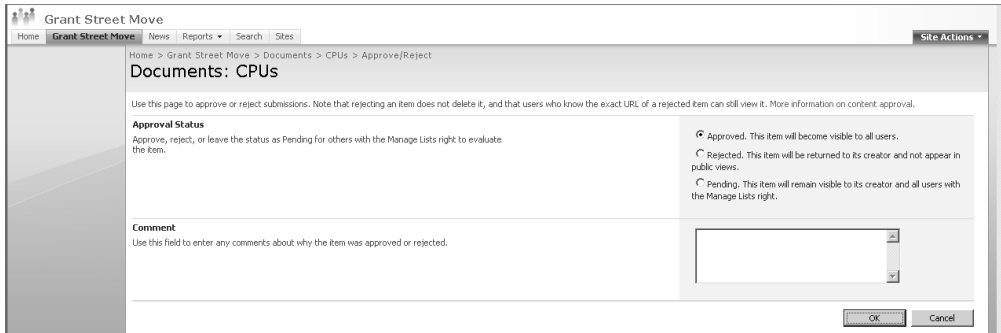 Grant Street Move
Home Grant Street Move News Reports Search Sites Site Actions
Home > Grant Street Move > Documents > CPUs > Approve/Reject
Documents: CPUs
Use this page to approve or reject submissions. Note that rejecting an item does not delete it, and that users who know the exact URL of a rejected item can still view it. More information on content approval.
Approval Status
Approve, reject, or leave the status as Pending for others with the Manage Lists right to evaluate
the item.
Approved. This item will become visible to all users.
Rejected. This item will be returned to its creator and not appear in
public views.
Pending. This item will remain visible to its creator and all users with
the Manage Lists right.
Comment
Use this field to enter any comments about why the item was approved or rejected.
OK Cancel